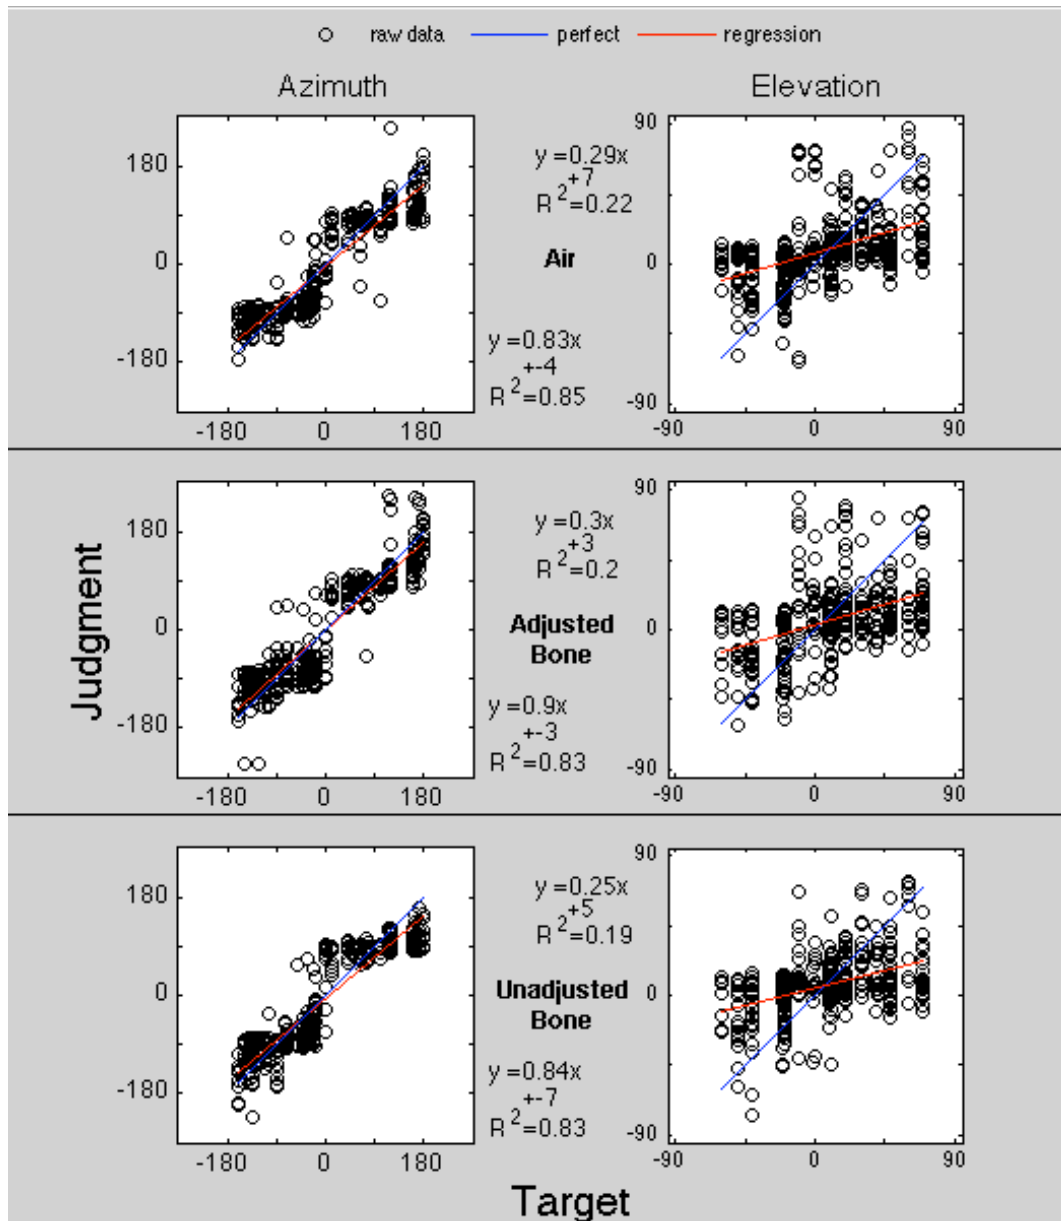 raw data perfect regression
Azimuth Elevation
180
0
-180
-180 0 180
y =0.29x
+7
R²=0.22
Air
y =0.83x
+-4
R²=0.85
90
0
-90
-90 0 90
Judgment
180
0
-180
-180 0 180
y =0.3x
+3
R²=0.2
Adjusted
Bone
y =0.9x
+-3
R²=0.83
90
0
-90
-90 0 90
180
0
-180
-180 0 180
y =0.25x
+5
R²=0.19
Unadjusted
Bone
y =0.84x
+-7
R²=0.83
90
0
-90
-90 0 90
Target